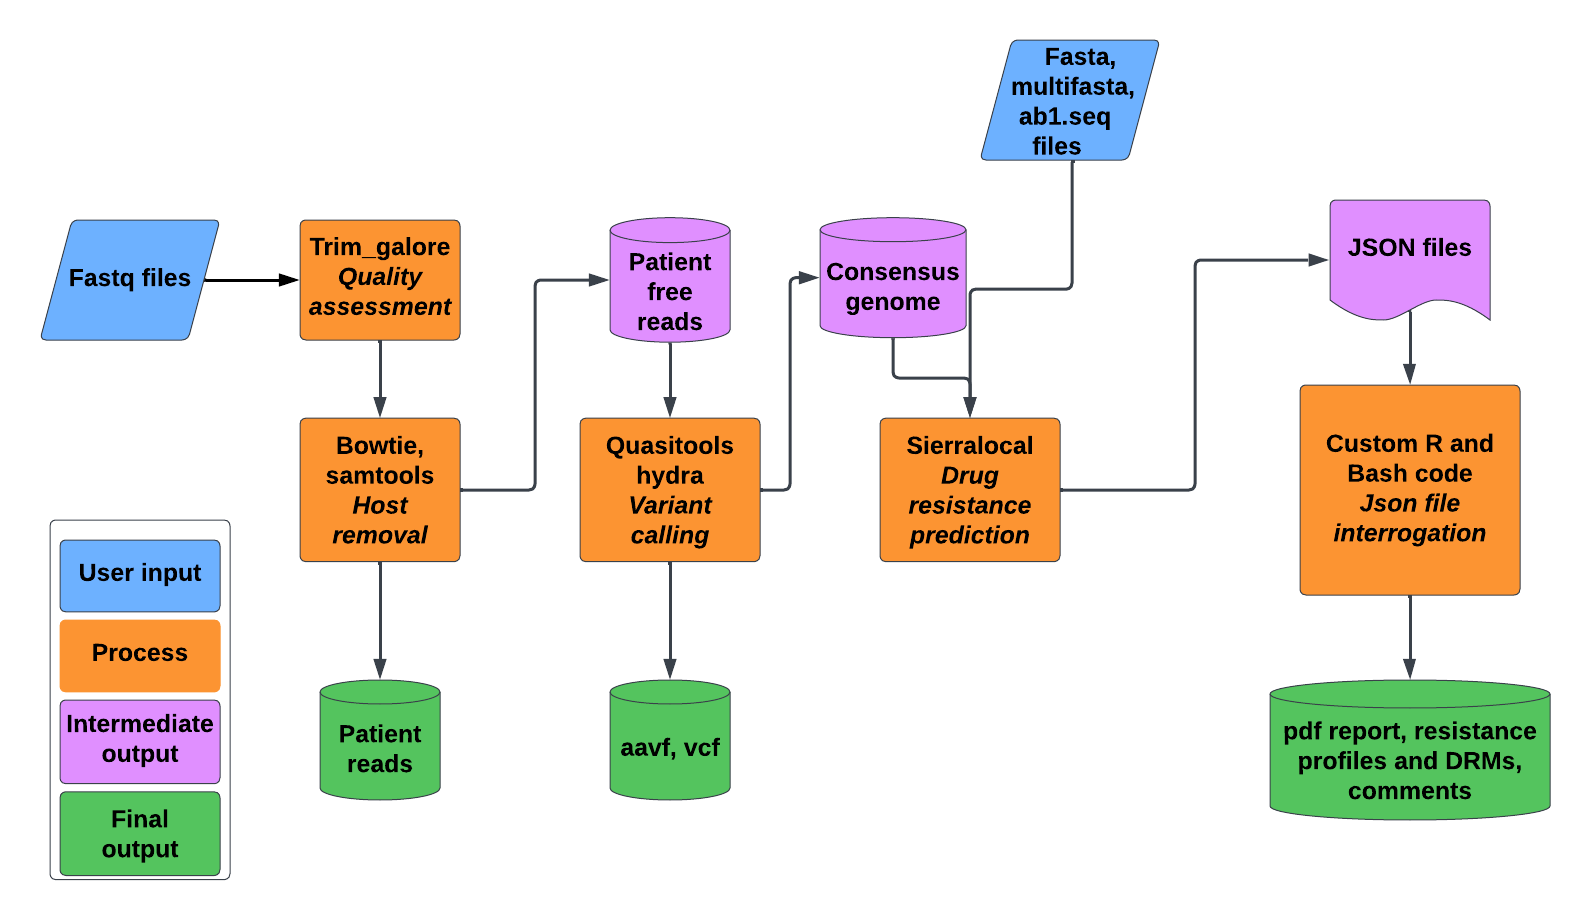 Fasta,
multifasta,
ab1.seq
files
Fastq files
Trim_galore
Quality
assessment
Patient
free
reads
Consensus
genome
JSON files
Bowtie,
samtools
Host
removal
Quasitools
hydra
Variant
calling
Sierralocal
Drug
resistance
prediction
Custom R and
Bash code
Json file
interrogation
User input
Process
Intermediate
output
Final
output
Patient
reads
aavf, vcf
pdf report, resistance
profiles and DRMs,
comments